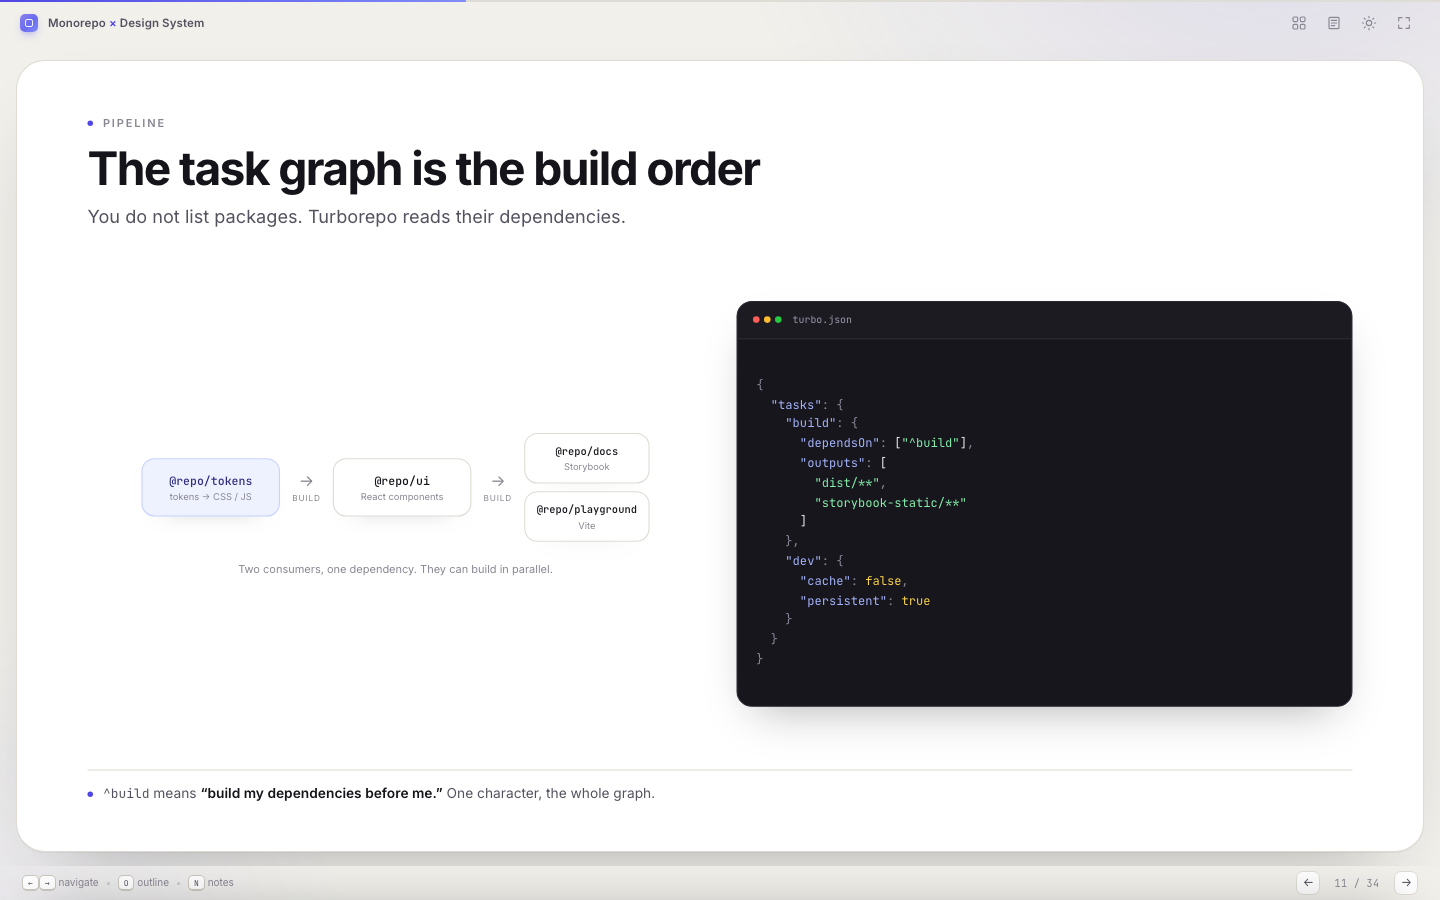 Monorepo × Design System
PIPELINE
The task graph is the build order
You do not list packages. Turborepo reads their dependencies.
@repo/tokens
tokens → CSS / JS
→
BUILD
@repo/ui
React components
→
BUILD
@repo/docs
Storybook
@repo/playground
Vite
Two consumers, one dependency. They can build in parallel.
turbo.json
{
  "tasks": {
    "build": {
      "dependsOn": ["^build"],
      "outputs": [
        "dist/**",
        "storybook-static/**"
      ]
    },
    "dev": {
      "cache": false,
      "persistent": true
    }
  }
}
^build means “build my dependencies before me.” One character, the whole graph.
← → navigate • O outline • N notes
← 11 / 34 →